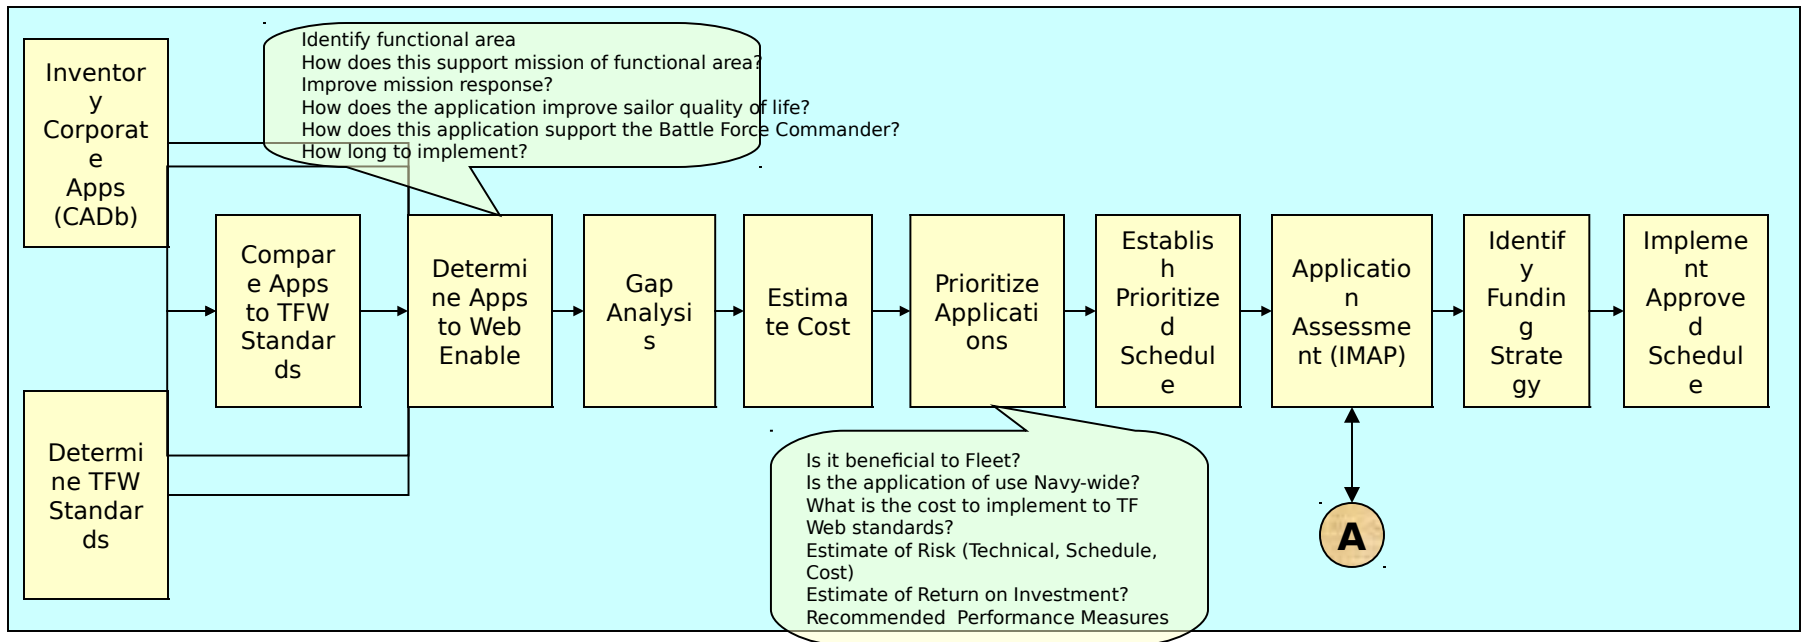 Inventor
y
Corporat
e
Apps
(CADb)
Identify functional area
How does this support mission of functional area?
Improve mission response?
How does the application improve sailor quality of life?
How does this application support the Battle Force Commander?
How long to implement?
Compar
e Apps
to TFW
Standar
ds
Determi
ne Apps
to Web
Enable
Gap
Analysi
s
Estima
te Cost
Prioritize
Applicati
ons
Establis
h
Prioritize
d
Schedul
e
Applicatio
n
Assessme
nt (IMAP)
Identif
y
Fundin
g
Strate
gy
Impleme
nt
Approve
d
Schedul
e
Determi
ne TFW
Standar
ds
Is it beneficial to Fleet?
Is the application of use Navy-wide?
What is the cost to implement to TF
Web standards?
Estimate of Risk (Technical, Schedule,
Cost)
Estimate of Return on Investment?
Recommended  Performance Measures
A